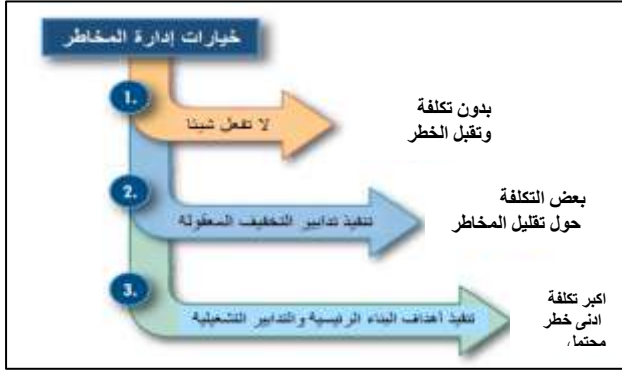 خيارات إدارة المخاطر
1.
لا تفعل شيئا
بدون تكلفة
وتقبل الخطر
2.
تنفيذ تدابير التخفيف المعقولة
بعض التكلفة
حول تقليل المخاطر
3.
تنفيذ أهداف البناء الرئيسية والتدابير التشغيلية
اكبر تكلفة
ادنى خطر
محتمل